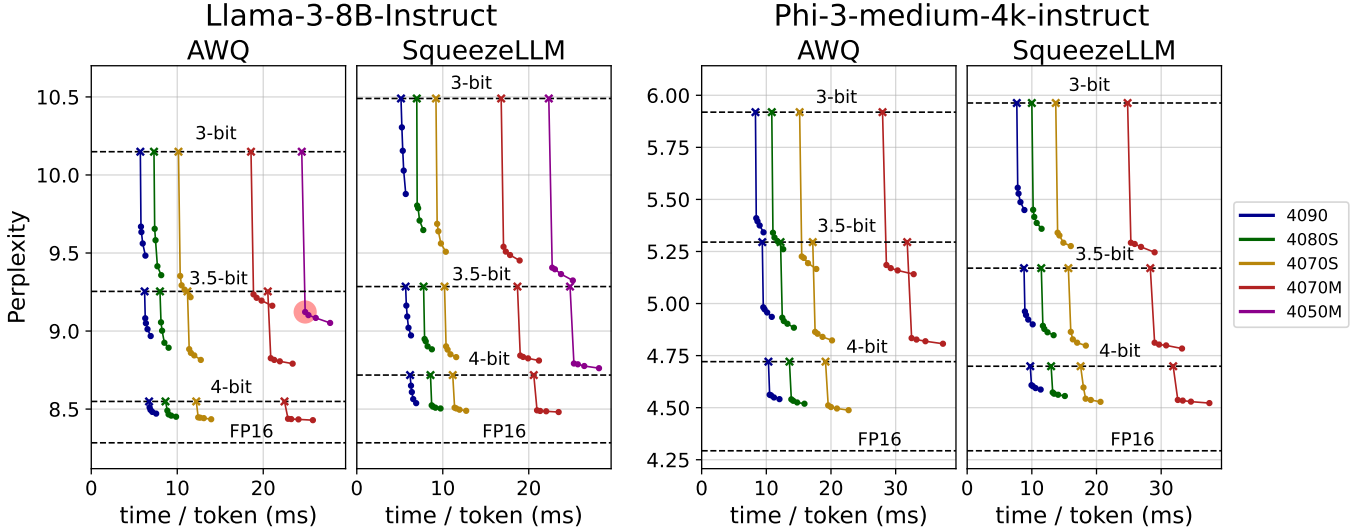 Llama-3-8B-Instruct
Phi-3-medium-4k-instruct
AWQ
SqueezeLLM
AWQ
SqueezeLLM
Perplexity
10.5
10.0
9.5
9.0
8.5
3-bit
3.5-bit
4-bit
FP16
3-bit
3.5-bit
4-bit
FP16
6.00
5.75
5.50
5.25
5.00
4.75
4.50
4.25
3-bit
3.5-bit
4-bit
FP16
3-bit
3.5-bit
4-bit
4090
4080S
4070S
4070M
4050M
0 10 20
0 10 20
0 10 20 30
0 10 20 30
time / token (ms)
time / token (ms)
time / token (ms)
time / token (ms)